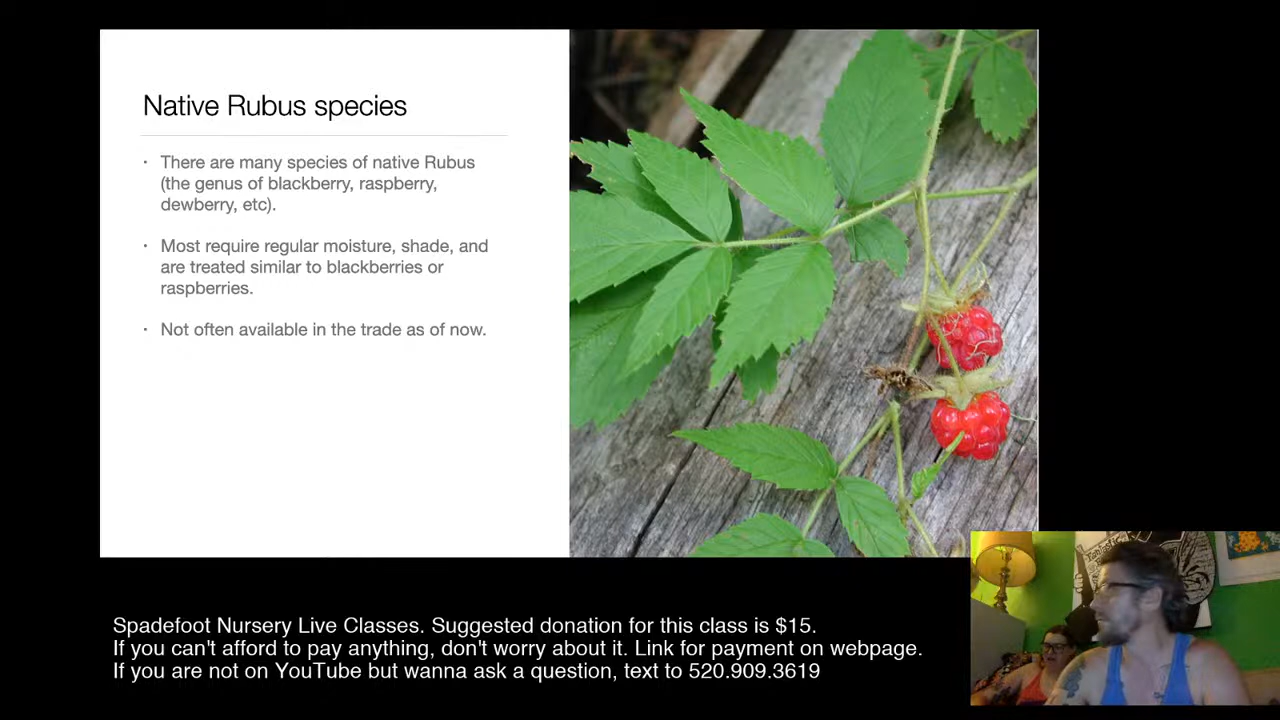 Native Rubus species
· There are many species of native Rubus
(the genus of blackberry, raspberry,
dewberry, etc).
· Most require regular moisture, shade, and
are treated similar to blackberries or
raspberries.
· Not often available in the trade as of now.
Spadefoot Nursery Live Classes. Suggested donation for this class is $15.
If you can't afford to pay anything, don't worry about it. Link for payment on webpage.
If you are not on YouTube but wanna ask a question, text to 520.909.3619